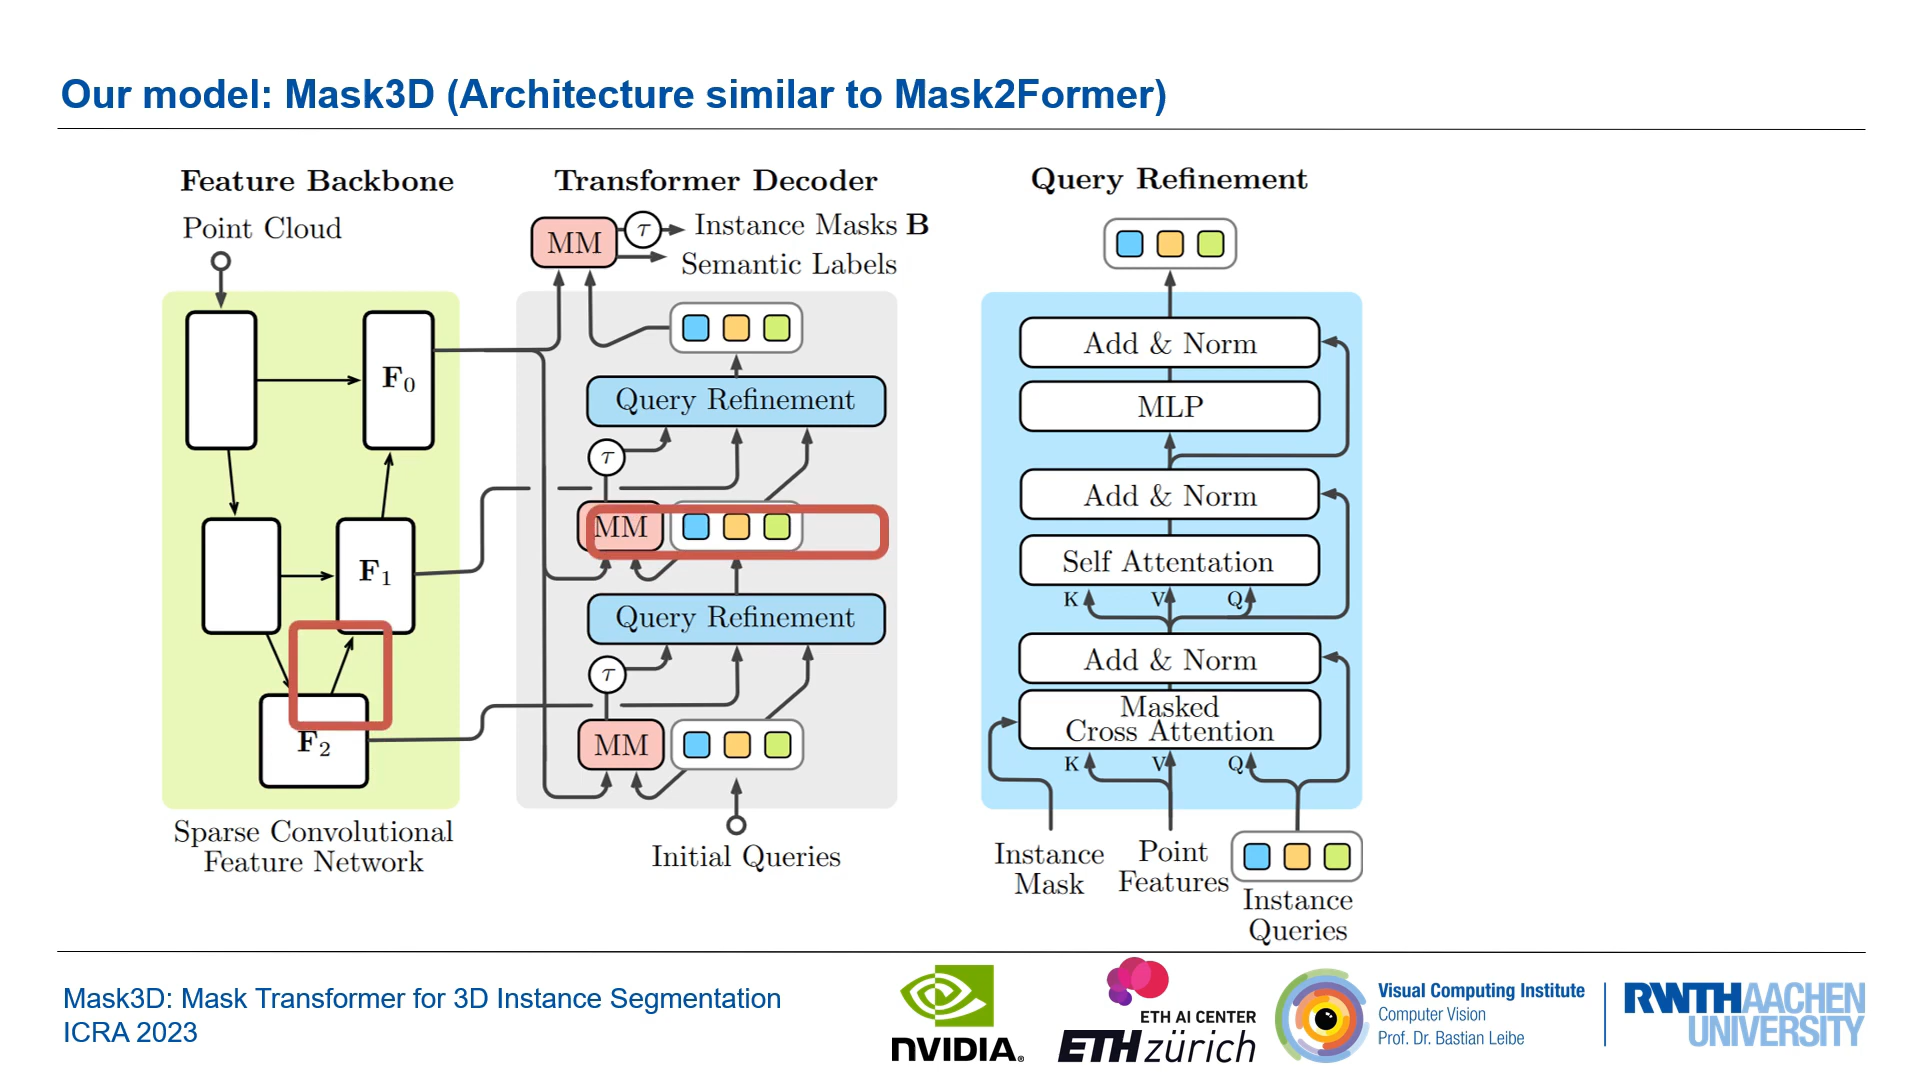 Our model: Mask3D (Architecture similar to Mask2Former)
Feature Backbone
Point Cloud
F0
F1
F2
Sparse Convolutional
Feature Network
Transformer Decoder
MM
τ
Instance Masks B
Semantic Labels
Query Refinement
τ
MM
Query Refinement
τ
MM
Initial Queries
Query Refinement
Add & Norm
MLP
Add & Norm
Self Attentation
K V Q
Add & Norm
Masked
Cross Attention
K V Q
Instance
Mask
Point
Features
Instance
Queries
Mask3D: Mask Transformer for 3D Instance Segmentation
ICRA 2023
NVIDIA.
ETH AI CENTER
ETH zürich
Visual Computing Institute
Computer Vision
Prof. Dr. Bastian Leibe
RWTH AACHEN
UNIVERSITY